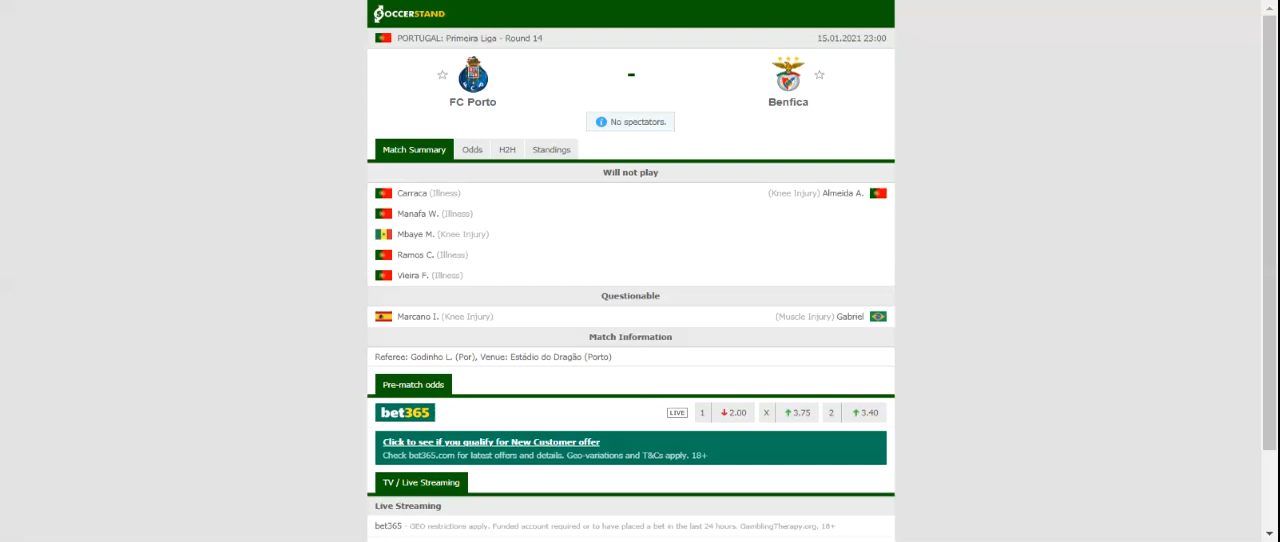 SOCCERSTAND
PORTUGAL: Primeira Liga - Round 14 15.01.2021 23:00
-
FC Porto Benfica
No spectators.
Match Summary Odds H2H Standings
Will not play
Carraca (Illness) (Knee Injury) Almeida A.
Manafa W. (Illness)
Mbaye M. (Knee Injury)
Ramos C. (Illness)
Vieira F. (Illness)
Questionable
Marcano I. (Knee Injury) (Muscle Injury) Gabriel
Match Information
Referee: Godinho L. (Por), Venue: Estádio do Dragão (Porto)
Pre-match odds
bet365 LIVE 1 2.00 X 3.75 2 3.40
Click to see if you qualify for New Customer offer
Check bet365.com for latest offers and details. Geo-variations and T&Cs apply. 18+
TV / Live Streaming
Live Streaming
bet365 - GEO restrictions apply. Funded account required or to have placed a bet in the last 24 hours. GamblingTherapy.org. 18+